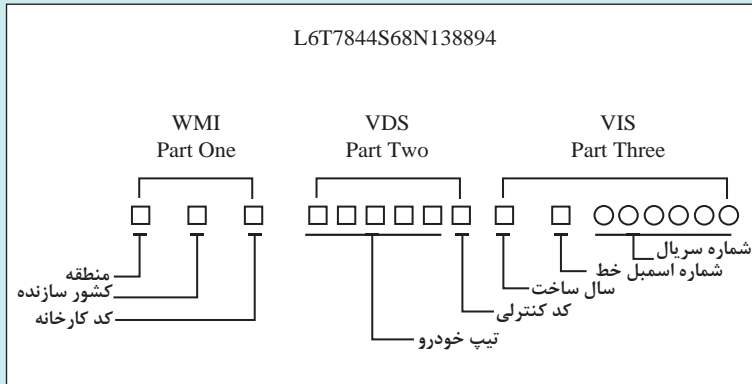 L6T7844S68N138894
WMI
Part One
VDS
Part Two
VIS
Part Three
منطقه
کشور سازنده
کد کارخانه
تیپ خودرو
کد کنترلی
سال ساخت
شماره اسمبل خط
شماره سریال